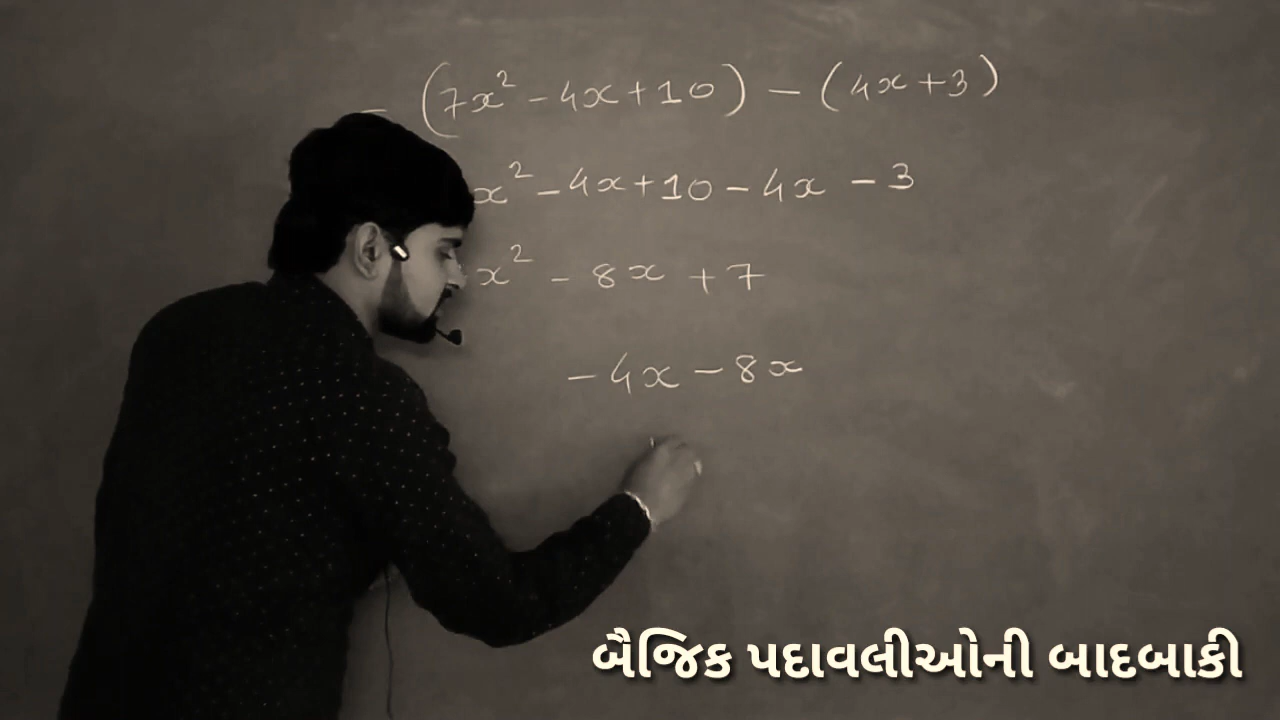 - (7x² - 4x + 10) - (4x + 3)
x² - 4x + 10 - 4x - 3
x² - 8x + 7
- 4x - 8x
બૈજિક પદાવલીઓની બાદબાકી